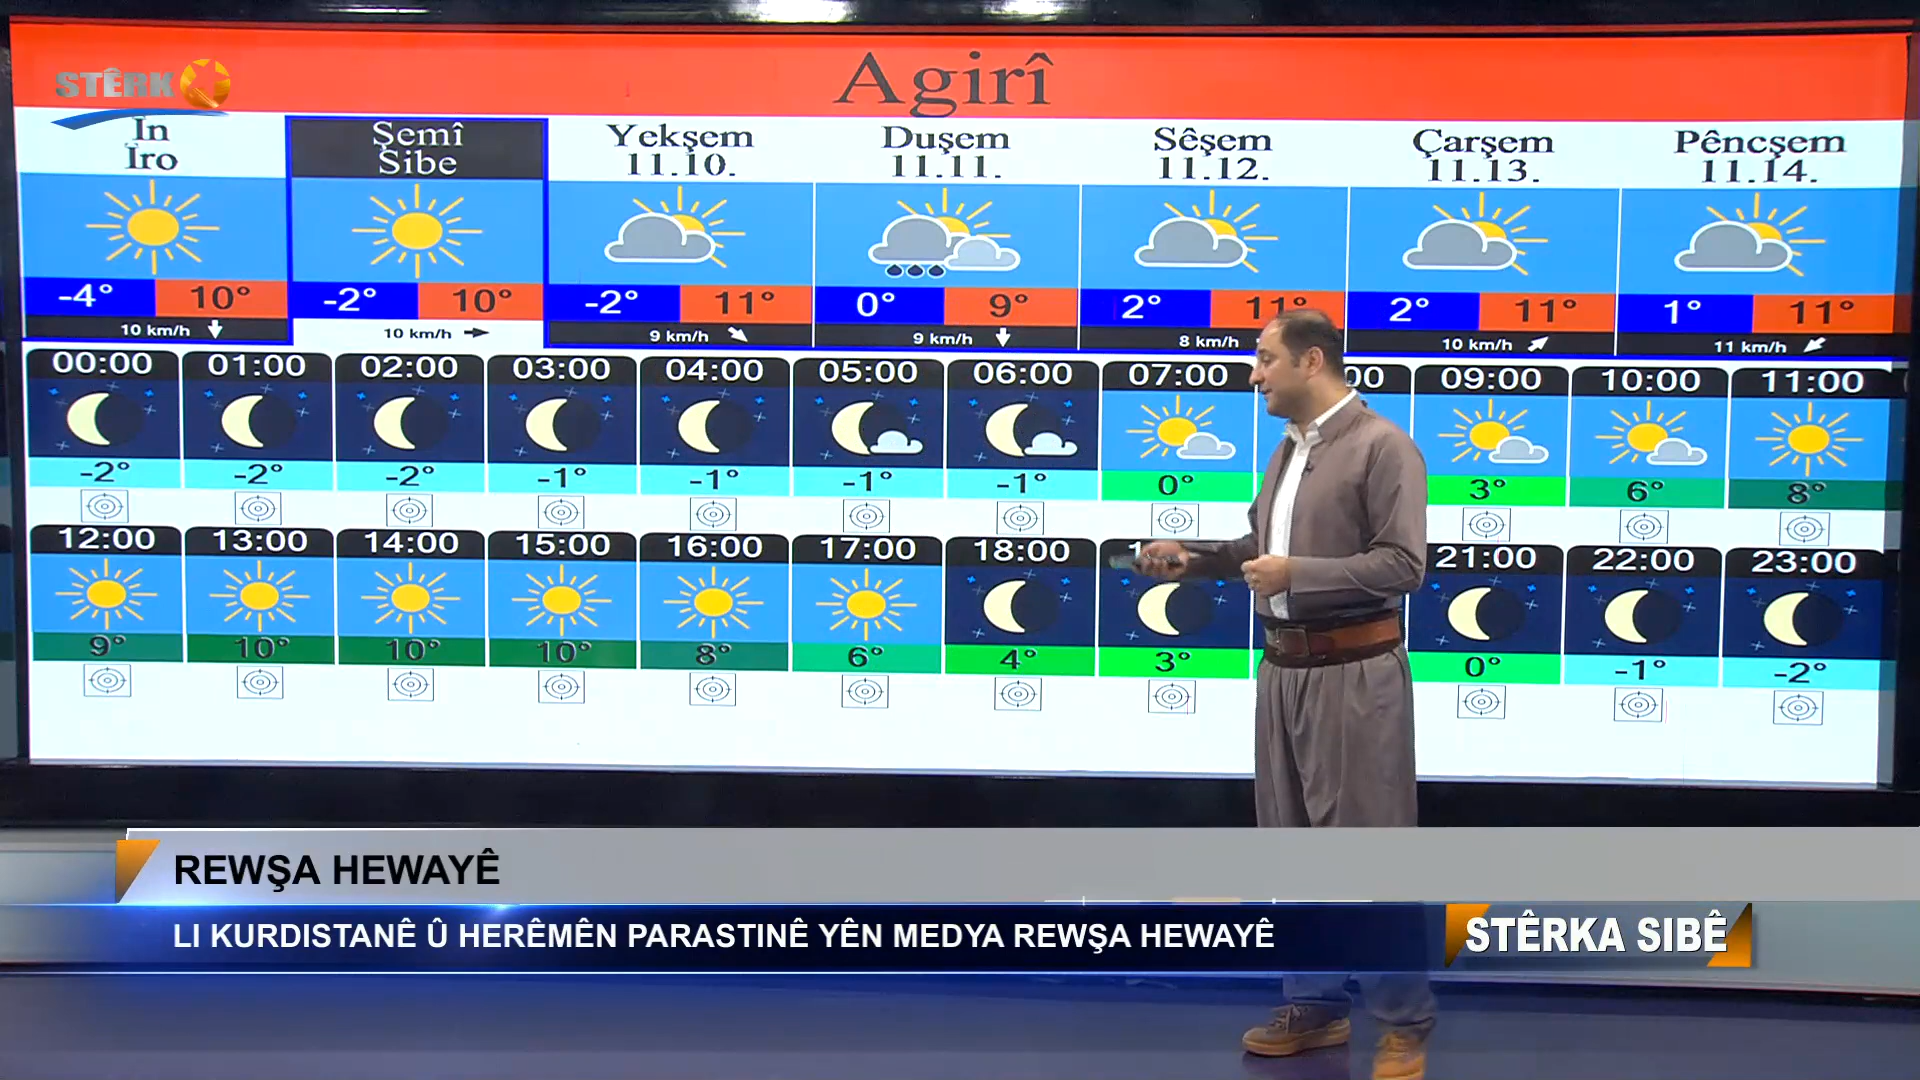 STÊRK
Agirî
În
Îro
Şemî
Sibe
Yekşem
11.10.
Duşem
11.11.
Sêşem
11.12.
Çarşem
11.13.
Pêncşem
11.14.
-4° 10° -2° 10° -2° 11° 0° 9° 2° 11° 2° 11° 1° 11°
10 km/h 10 km/h 9 km/h 9 km/h 8 km/h 10 km/h 11 km/h
00:00 01:00 02:00 03:00 04:00 05:00 06:00 07:00 :00 09:00 10:00 11:00
-2° -2° -2° -1° -1° -1° -1° 0° 3° 6° 8°
12:00 13:00 14:00 15:00 16:00 17:00 18:00 1 21:00 22:00 23:00
9° 10° 10° 10° 8° 6° 4° 3° 0° -1° -2°
REWŞA HEWAYÊ
LI KURDISTANÊ Û HERÊMÊN PARASTINÊ YÊN MEDYA REWŞA HEWAYÊ
STÊRKA SIBÊ